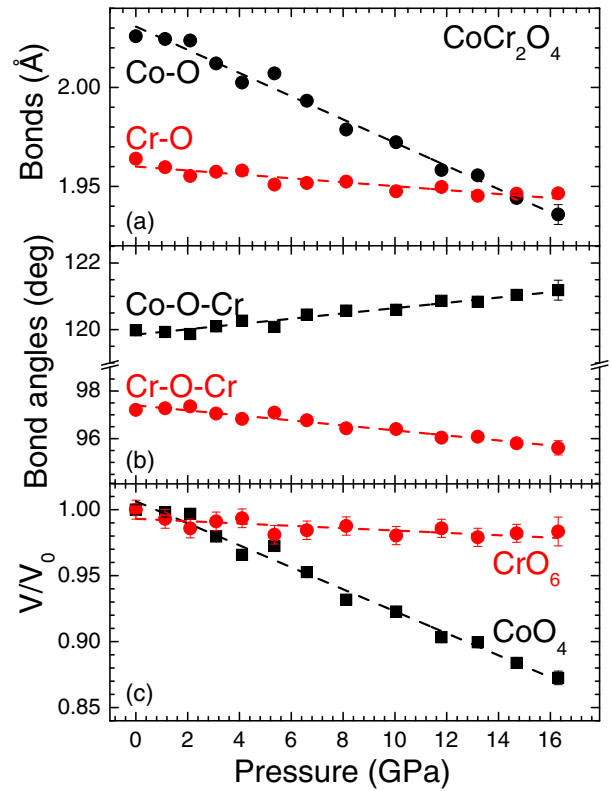 CoCr₂O₄
Co-O
Cr-O
(a)
Bonds (Å)
2.00
1.95
Co-O-Cr
Cr-O-Cr
(b)
Bond angles (deg)
122
120
98
96
CrO₆
CoO₄
(c)
V/V₀
1.00
0.95
0.90
0.85
0 2 4 6 8 10 12 14 16
Pressure (GPa)